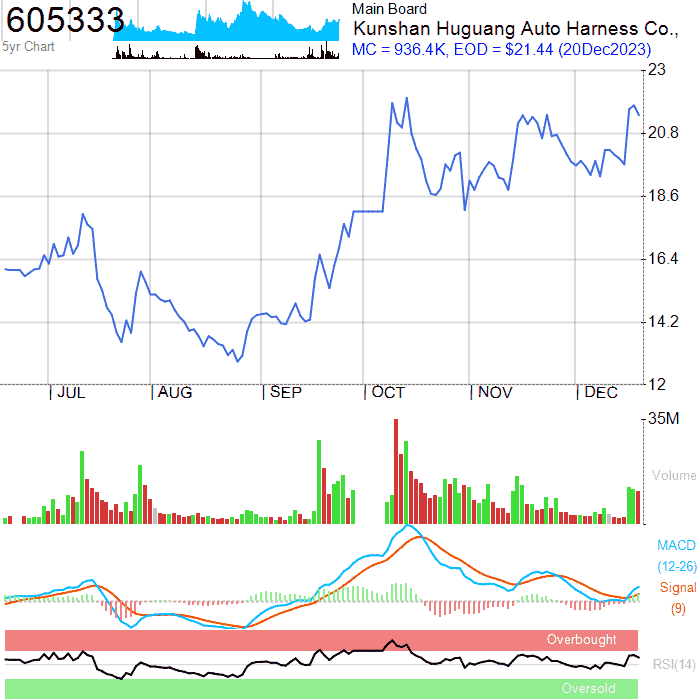 605333
5yr Chart
Main Board
Kunshan Huguang Auto Harness Co.,
MC = 936.4K, EOD = $21.44 (20Dec2023)
23
20.8
18.6
16.4
14.2
12
JUL AUG SEP OCT NOV DEC
35M
Volume
MACD
(12-26)
Signal
(9)
Overbought
RSI(14)
Oversold